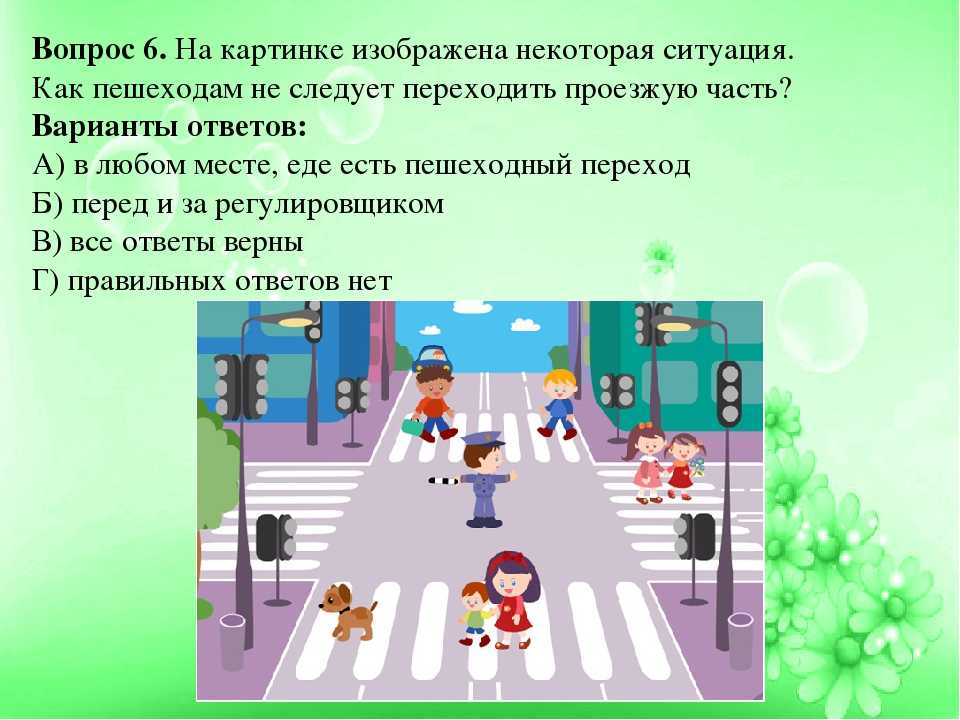 Вопрос 6. На картинке изображена некоторая ситуация.
Как пешеходам не следует переходить проезжую часть?
Варианты ответов:
А) в любом месте, еде есть пешеходный переход
Б) перед и за регулировщиком
В) все ответы верны
Г) правильных ответов нет